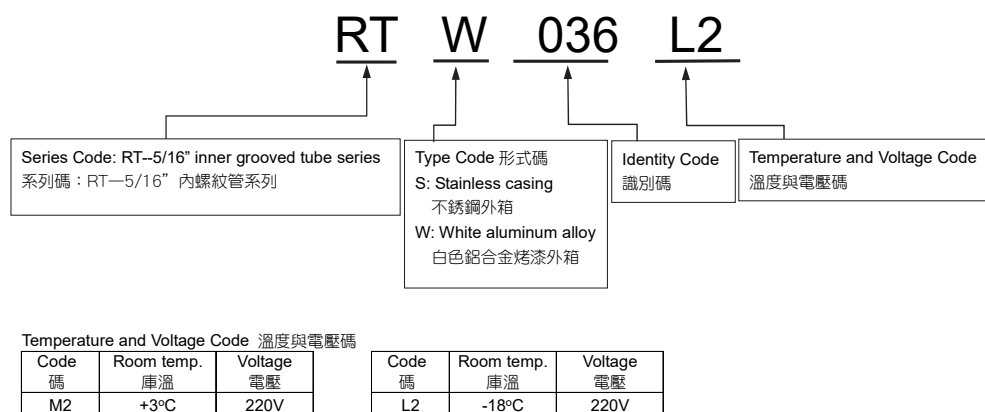 RT W 036 L2
Series Code: RT--5/16” inner grooved tube series
系列碼：RT—5/16” 內螺紋管系列
Type Code 形式碼
S: Stainless casing
不銹鋼外箱
W: White aluminum alloy
白色鋁合金烤漆外箱
Identity Code
識別碼
Temperature and Voltage Code
溫度與電壓碼
Temperature and Voltage Code 溫度與電壓碼
Code Room temp. Voltage Code Room temp. Voltage
碼 庫溫 電壓 碼 庫溫 電壓
M2 +3°C 220V L2 -18°C 220V